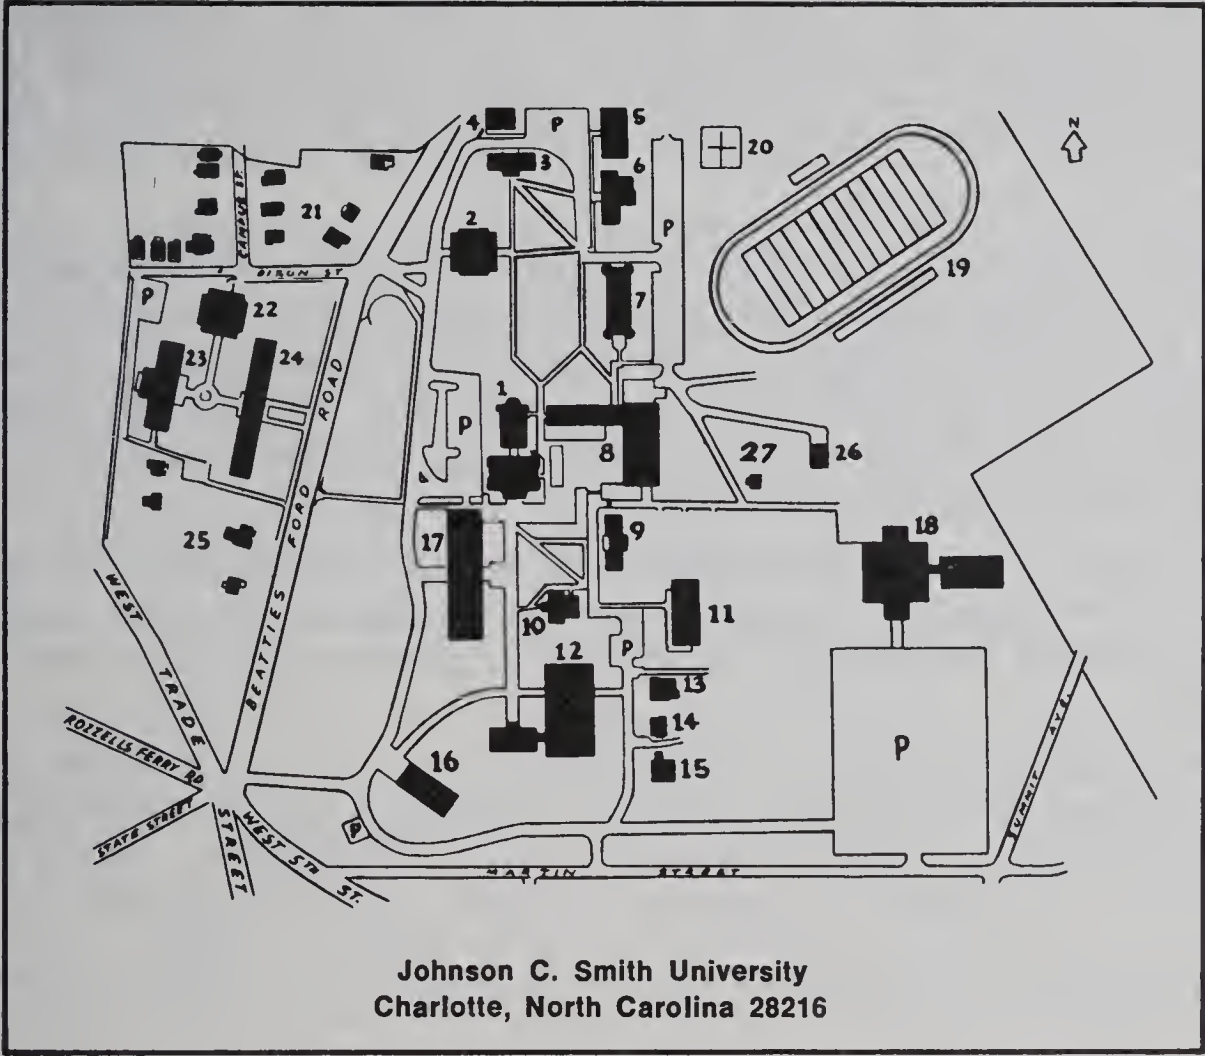 N
4
P
5
3
20
6
CAMPUS ST.
21
2
P
19
DIXON ST
P
22
7
23
24
ROAD
1
P
8
27
26
FORD
17
9
18
25
WEST
TRADE
BEATTIES
10
11
12
P
13
14
AVE.
ROZZELLS FERRY RD
16
15
P
SUMMIT
STATE STREET
STREET
WEST 5TH ST.
P
MARTIN STREET
Johnson C. Smith University
Charlotte, North Carolina 28216